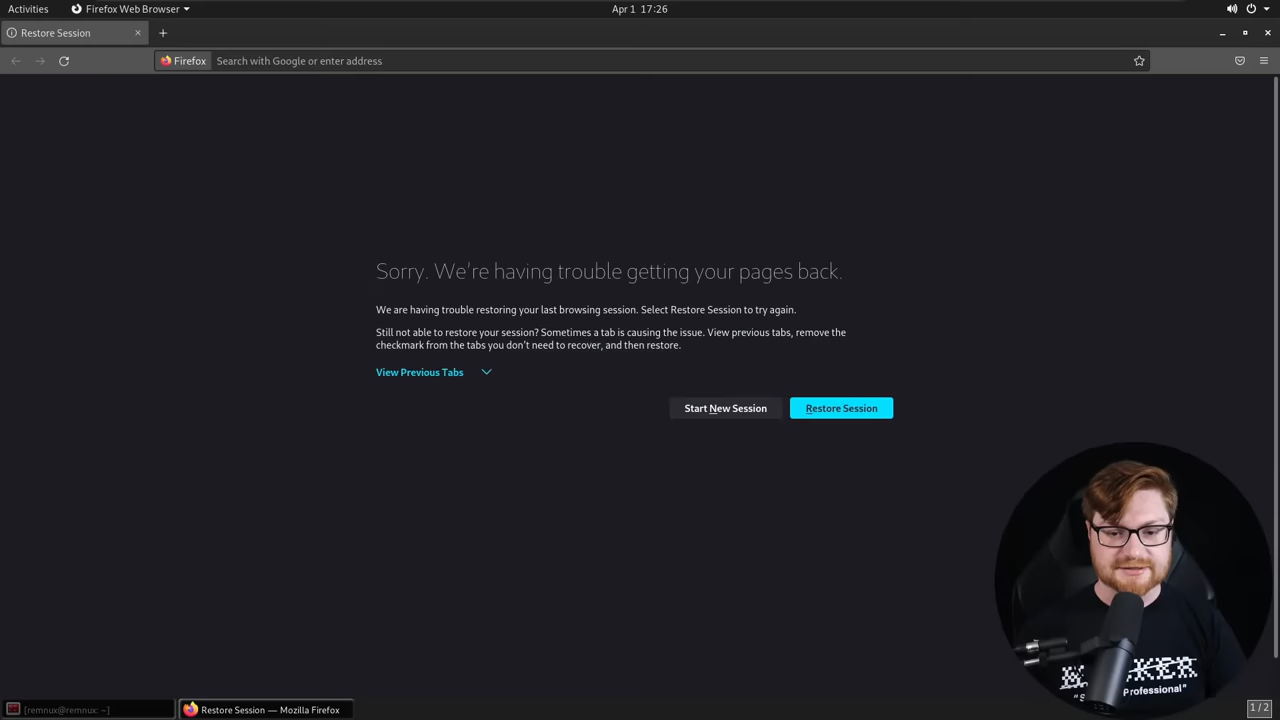 Activities
Firefox Web Browser
Apr 1 17:26
Restore Session
Firefox
Search with Google or enter address
Sorry. We're having trouble getting your pages back.
We are having trouble restoring your last browsing session. Select Restore Session to try again.
Still not able to restore your session? Sometimes a tab is causing the issue. View previous tabs, remove the
checkmark from the tabs you don't need to recover, and then restore.
View Previous Tabs
Start New Session
Restore Session
Professional"
[remnux@remnux: ~]
Restore Session — Mozilla Firefox
1 / 2